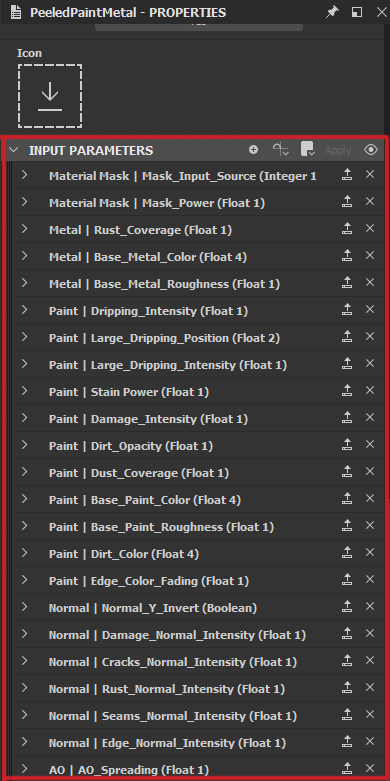 PeeledPaintMetal - PROPERTIES
Icon
INPUT PARAMETERS
Apply
Material Mask | Mask_Input_Source (Integer 1
Material Mask | Mask_Power (Float 1)
Metal | Rust_Coverage (Float 1)
Metal | Base_Metal_Color (Float 4)
Metal | Base_Metal_Roughness (Float 1)
Paint | Dripping_Intensity (Float 1)
Paint | Large_Dripping_Position (Float 2)
Paint | Large_Dripping_Intensity (Float 1)
Paint | Stain Power (Float 1)
Paint | Damage_Intensity (Float 1)
Paint | Dirt_Opacity (Float 1)
Paint | Dust_Coverage (Float 1)
Paint | Base_Paint_Color (Float 4)
Paint | Base_Paint_Roughness (Float 1)
Paint | Dirt_Color (Float 4)
Paint | Edge_Color_Fading (Float 1)
Normal | Normal_Y_Invert (Boolean)
Normal | Damage_Normal_Intensity (Float 1)
Normal | Cracks_Normal_Intensity (Float 1)
Normal | Rust_Normal_Intensity (Float 1)
Normal | Seams_Normal_Intensity (Float 1)
Normal | Edge_Normal_Intensity (Float 1)
AO | AO_Spreading (Float 1)